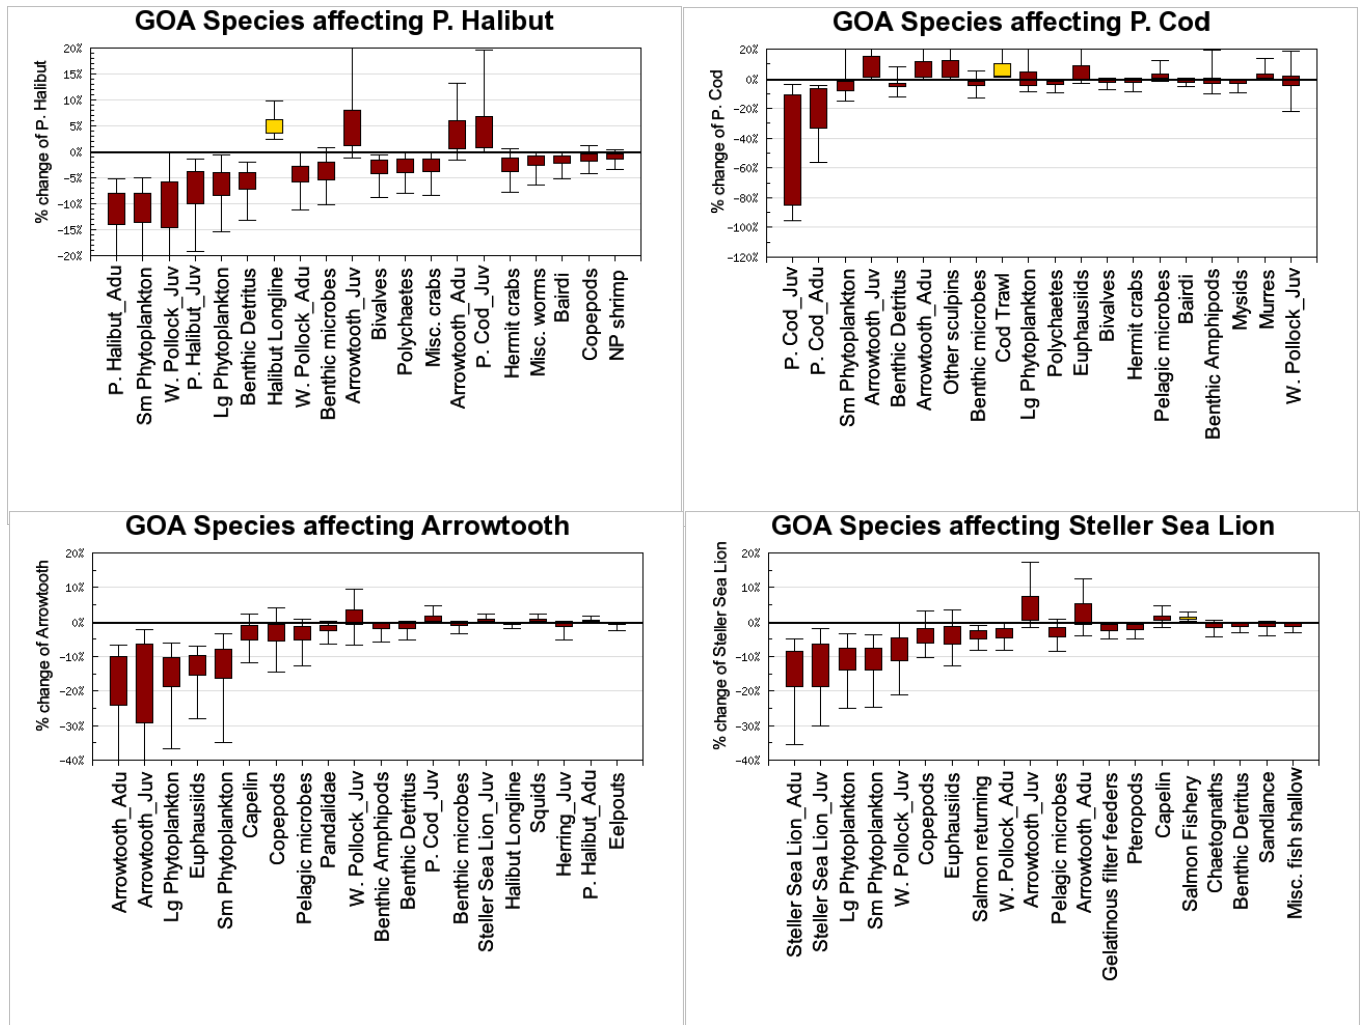 GOA Species affecting P. Halibut
% change of P. Halibut
20%
15%
10%
5%
0%
-5%
-10%
-15%
-20%
P. Halibut_Adu
Sm Phytoplankton
W. Pollock_Juv
P. Halibut_Juv
Lg Phytoplankton
Benthic Detritus
Halibut Longline
W. Pollock_Adu
Benthic microbes
Arrowtooth_Juv
Bivalves
Polychaetes
Misc. crabs
Arrowtooth_Adu
P. Cod_Juv
Hermit crabs
Misc. worms
Bairdi
Copepods
NP shrimp
GOA Species affecting P. Cod
% change of P. Cod
20%
0%
-20%
-40%
-60%
-80%
-100%
-120%
P. Cod_Juv
P. Cod_Adu
Sm Phytoplankton
Arrowtooth_Juv
Benthic Detritus
Arrowtooth_Adu
Other sculpins
Benthic microbes
Cod Trawl
Lg Phytoplankton
Polychaetes
Euphausiids
Bivalves
Hermit crabs
Pelagic microbes
Bairdi
Benthic Amphipods
Mysids
Murres
W. Pollock_Juv
GOA Species affecting Arrowtooth
% change of Arrowtooth
20%
10%
0%
-10%
-20%
-30%
-40%
Arrowtooth_Adu
Arrowtooth_Juv
Lg Phytoplankton
Euphausiids
Sm Phytoplankton
Capelin
Copepods
Pelagic microbes
Pandalidae
W. Pollock_Juv
Benthic Amphipods
Benthic Detritus
P. Cod_Juv
Benthic microbes
Steller Sea Lion_Juv
Halibut Longline
Squids
Herring_Juv
P. Halibut_Adu
Eelpouts
GOA Species affecting Steller Sea Lion
% change of Steller Sea Lion
20%
10%
0%
-10%
-20%
-30%
-40%
Steller Sea Lion_Adu
Steller Sea Lion_Juv
Lg Phytoplankton
Sm Phytoplankton
W. Pollock_Juv
Copepods
Euphausiids
Salmon returning
W. Pollock_Adu
Arrowtooth_Juv
Pelagic microbes
Arrowtooth_Adu
Gelatinous filter feeders
Pteropods
Capelin
Salmon Fishery
Chaetognaths
Benthic Detritus
Sandlance
Misc. fish shallow